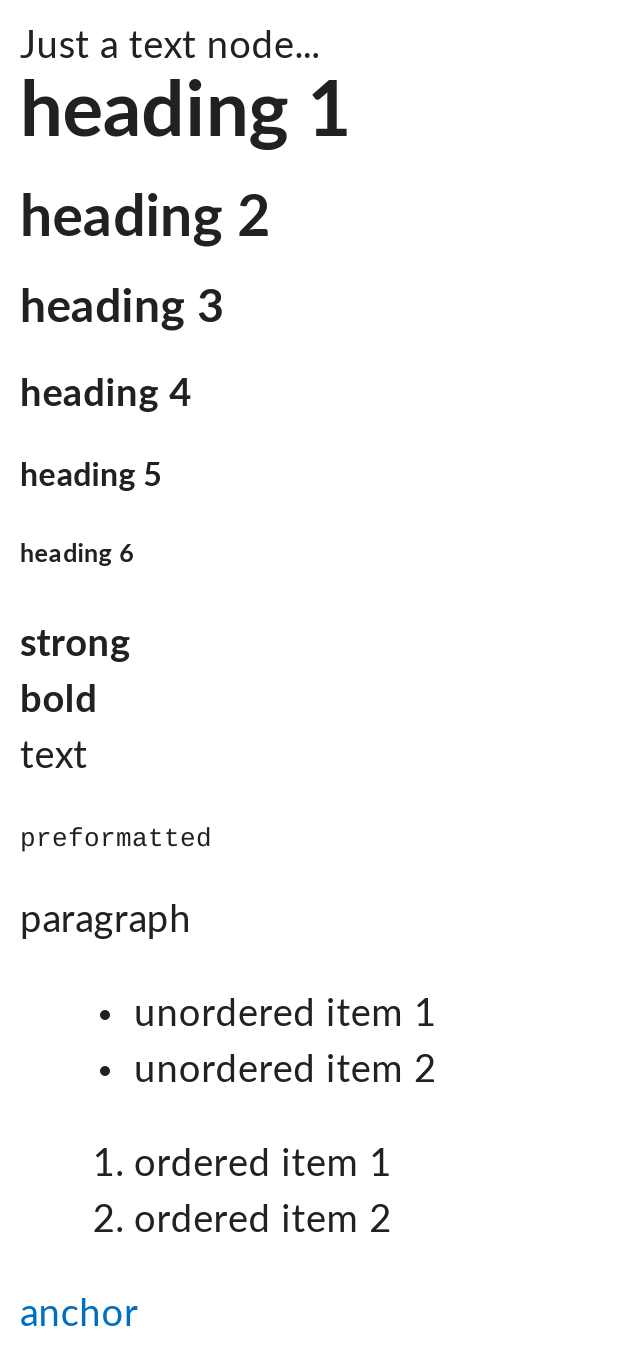 Just a text node...
heading 1
heading 2
heading 3
heading 4
heading 5
heading 6
strong
bold
text
preformatted
paragraph
• unordered item 1
• unordered item 2
1. ordered item 1
2. ordered item 2
anchor